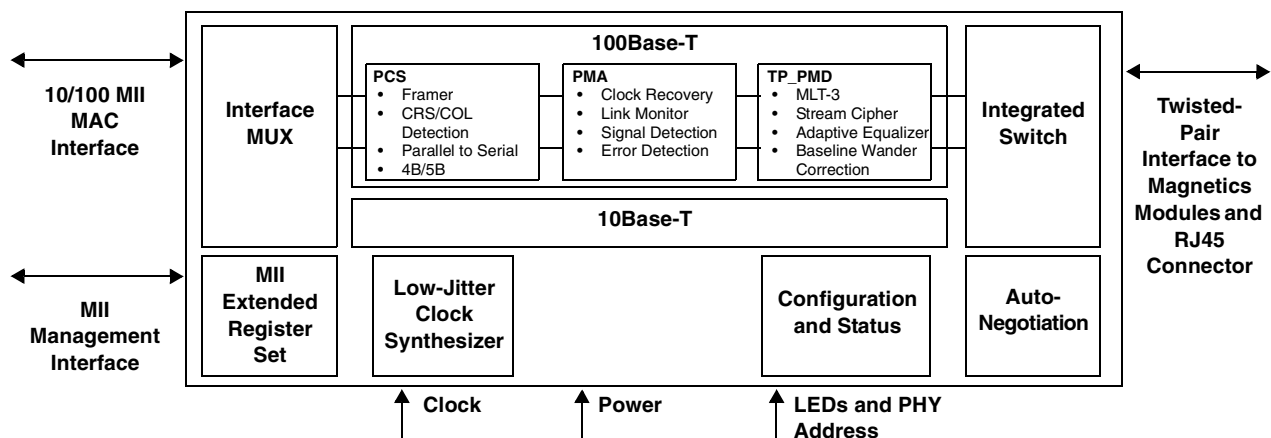 10/100 MII
MAC
Interface
Interface
MUX
100Base-T
PCS
• Framer
• CRS/COL
Detection
• Parallel to Serial
• 4B/5B
PMA
• Clock Recovery
• Link Monitor
• Signal Detection
• Error Detection
TP_PMD
• MLT-3
• Stream Cipher
• Adaptive Equalizer
• Baseline Wander
Correction
Integrated
Switch
Twisted-
Pair
Interface to
Magnetics
Modules and
RJ45
Connector
10Base-T
MII
Management
Interface
MII
Extended
Register
Set
Low-Jitter
Clock
Synthesizer
Configuration
and Status
Auto-
Negotiation
Clock
Power
LEDs and PHY
Address